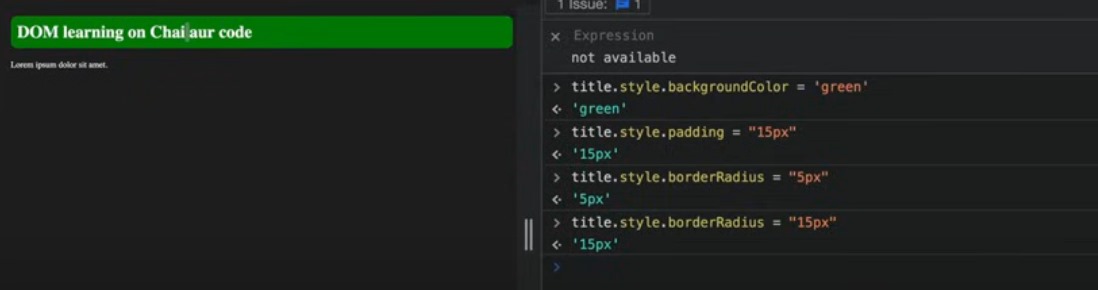 DOM learning on Chai aur code
Lorem ipsum dolor sit amet.
1 Issue: 1
× Expression
not available
> title.style.backgroundColor = 'green'
<· 'green'
> title.style.padding = "15px"
<· '15px'
> title.style.borderRadius = "5px"
<· '5px'
> title.style.borderRadius = "15px"
<· '15px'
>